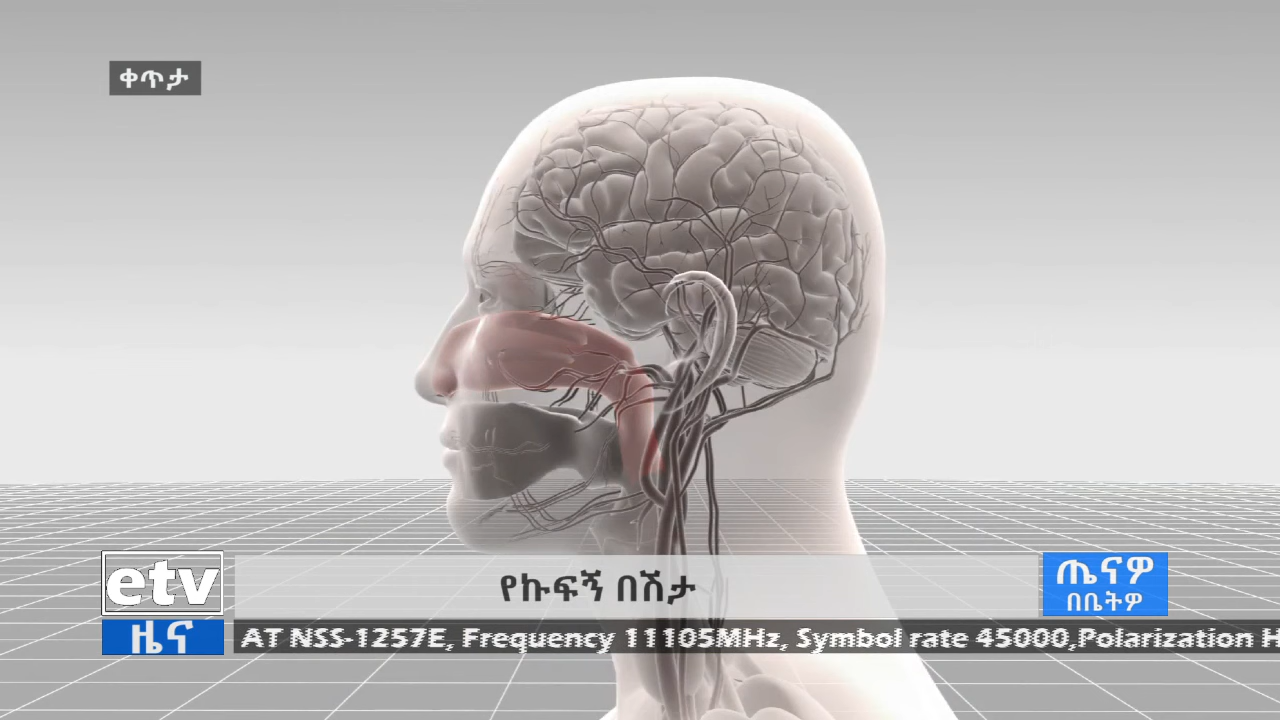 ቀጥታ
etv
የኩፍኝ በሽታ
ጤናዎ
በቤትዎ
ዜና
AT NSS-1257E, Frequency 11105MHz, Symbol rate 45000,Polarization H